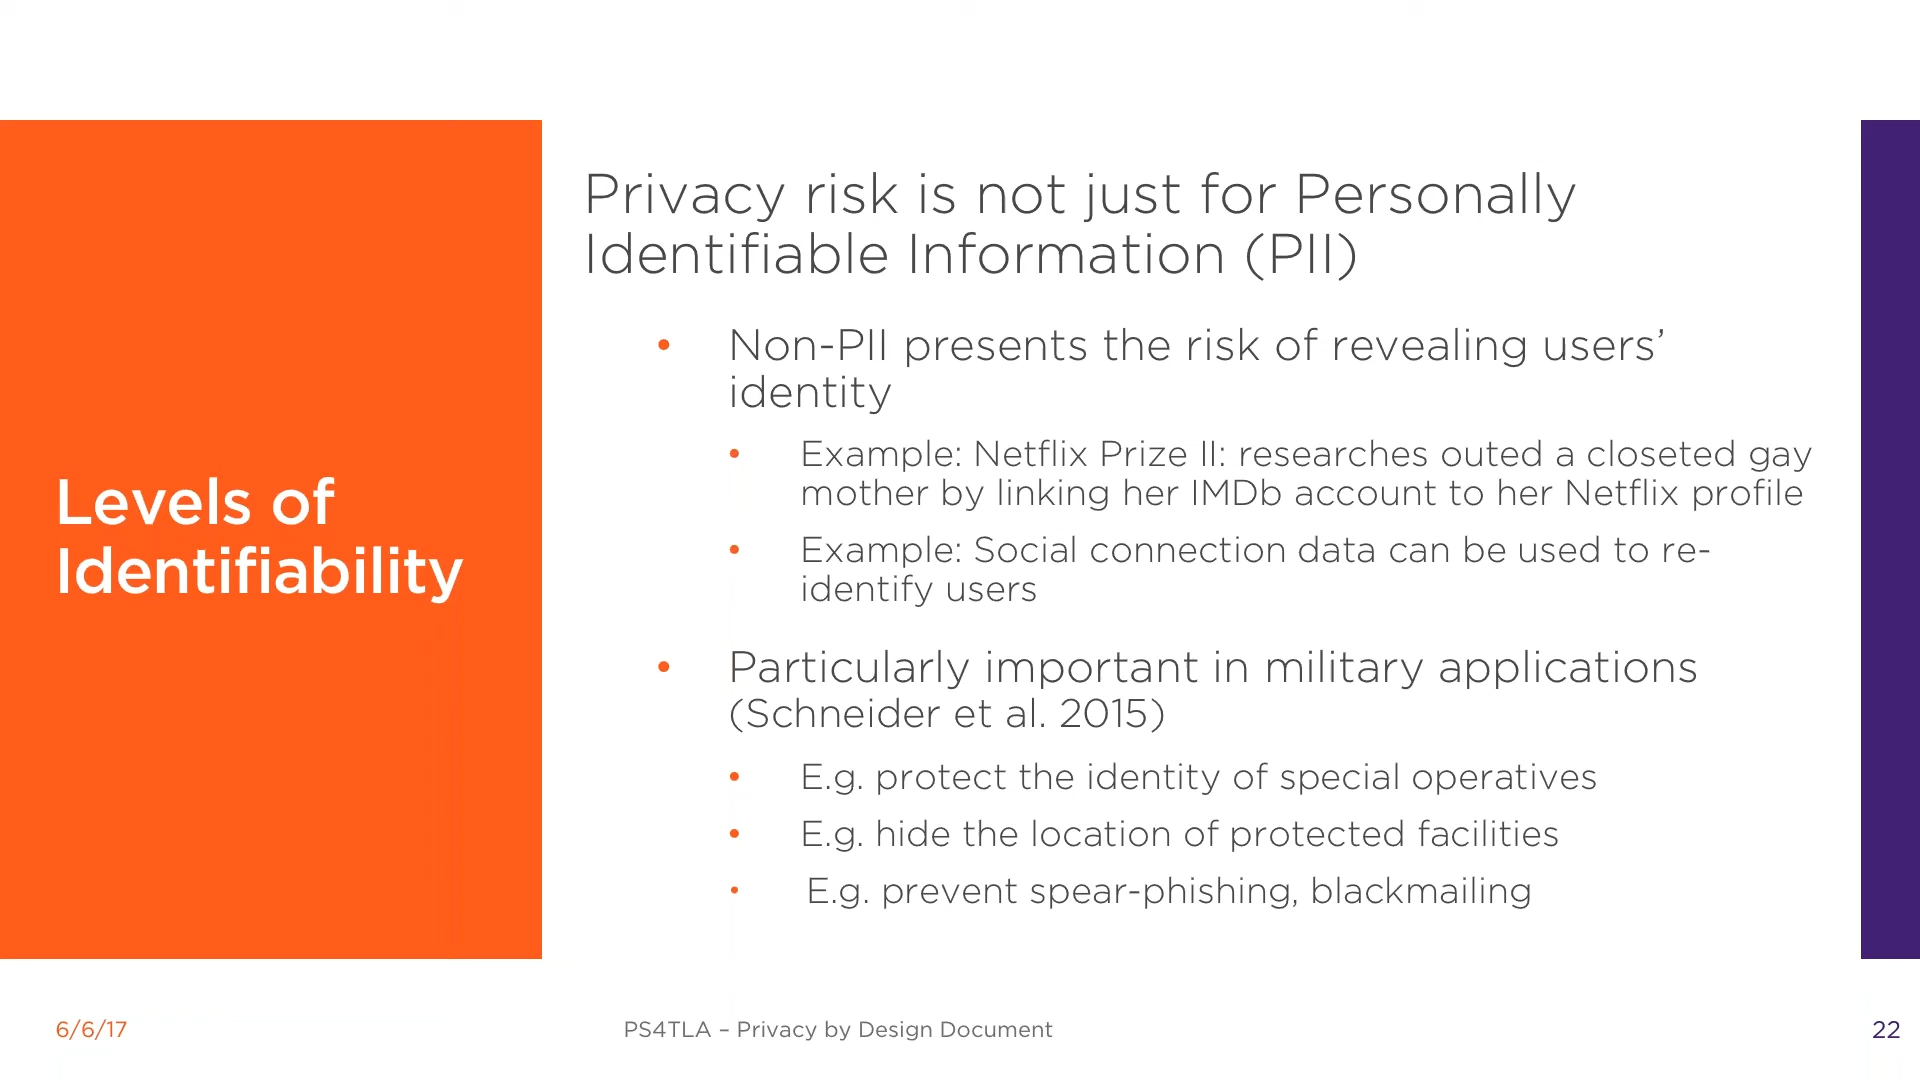 Levels of
Identifiability
Privacy risk is not just for Personally
Identifiable Information (PII)
• Non-PII presents the risk of revealing users’
identity
• Example: Netflix Prize II: researches outed a closeted gay
mother by linking her IMDb account to her Netflix profile
• Example: Social connection data can be used to re-
identify users
• Particularly important in military applications
(Schneider et al. 2015)
• E.g. protect the identity of special operatives
• E.g. hide the location of protected facilities
• E.g. prevent spear-phishing, blackmailing
6/6/17
PS4TLA – Privacy by Design Document
22